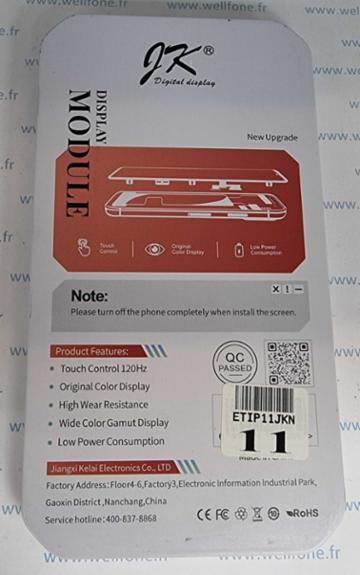 www.wellfone.fr
JK®
Digital display
DISPLAY
MODULE
New Upgrade
Touch
Control
Original
Color Display
Low Power
Consumption
Note:
Please turn off the phone completely when install the screen.
Product Features:
• Touch Control 120Hz
• Original Color Display
• High Wear Resistance
• Wide Color Gamut Display
• Low Power Consumption
QC
PASSED
ETIP11JKN
11
Jiangxi Kelai Electronics Co., LTD
Factory Address:Floor4-6,Factory3,Electronic Information Industrial Park,
Gaoxin District ,Nanchang,China
Service hotline:400-837-8868
CE FC 10 RoHS